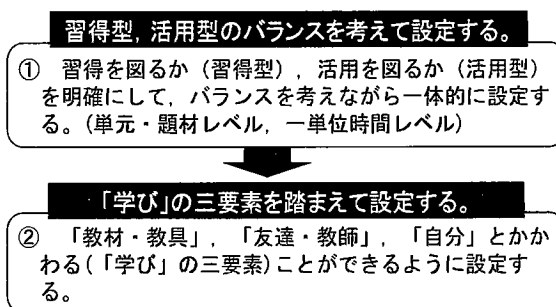 習得型，活用型のバランスを考えて設定する。
① 習得を図るか（習得型），活用を図るか（活用型）
を明確にして，バランスを考えながら一体的に設定す
る。(単元・題材レベル，一単位時間レベル)
「学び」の三要素を踏まえて設定する。
② 「教材・教具」，「友達・教師」，「自分」とかか
わる(「学び」の三要素)ことができるように設定す
る。